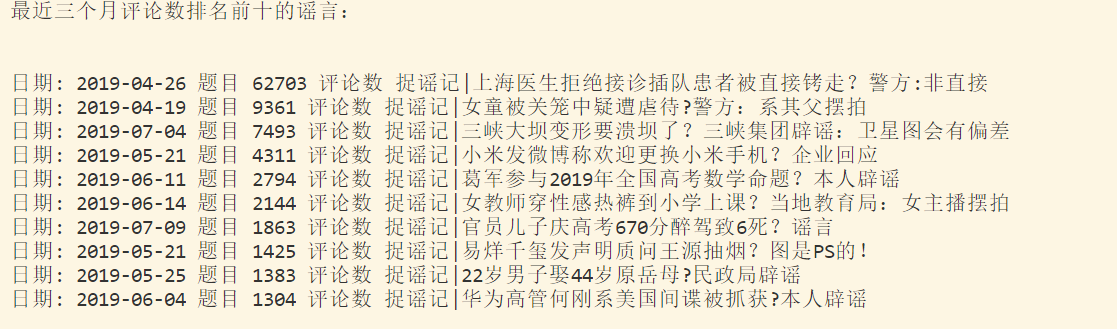 最近三个月评论数排名前十的谣言:
日期: 2019-04-26 题目 62703 评论数 捉谣记|上海医生拒绝接诊插队患者被直接铐走？警方:非直接
日期: 2019-04-19 题目 9361 评论数 捉谣记|女童被关笼中疑遭虐待?警方：系其父摆拍
日期: 2019-07-04 题目 7493 评论数 捉谣记|三峡大坝变形要溃坝了？三峡集团辟谣：卫星图会有偏差
日期: 2019-05-21 题目 4311 评论数 捉谣记|小米发微博称欢迎更换小米手机？企业回应
日期: 2019-06-11 题目 2794 评论数 捉谣记|葛军参与2019年全国高考数学命题？本人辟谣
日期: 2019-06-14 题目 2144 评论数 捉谣记|女教师穿性感热裤到小学上课？当地教育局：女主播摆拍
日期: 2019-07-09 题目 1863 评论数 捉谣记|官员儿子庆高考670分醉驾致6死？谣言
日期: 2019-05-21 题目 1425 评论数 捉谣记|易烊千玺发声明质问王源抽烟？图是PS的！
日期: 2019-05-25 题目 1383 评论数 捉谣记|22岁男子娶44岁原岳母?民政局辟谣
日期: 2019-06-04 题目 1304 评论数 捉谣记|华为高管何刚系美国间谍被抓获?本人辟谣